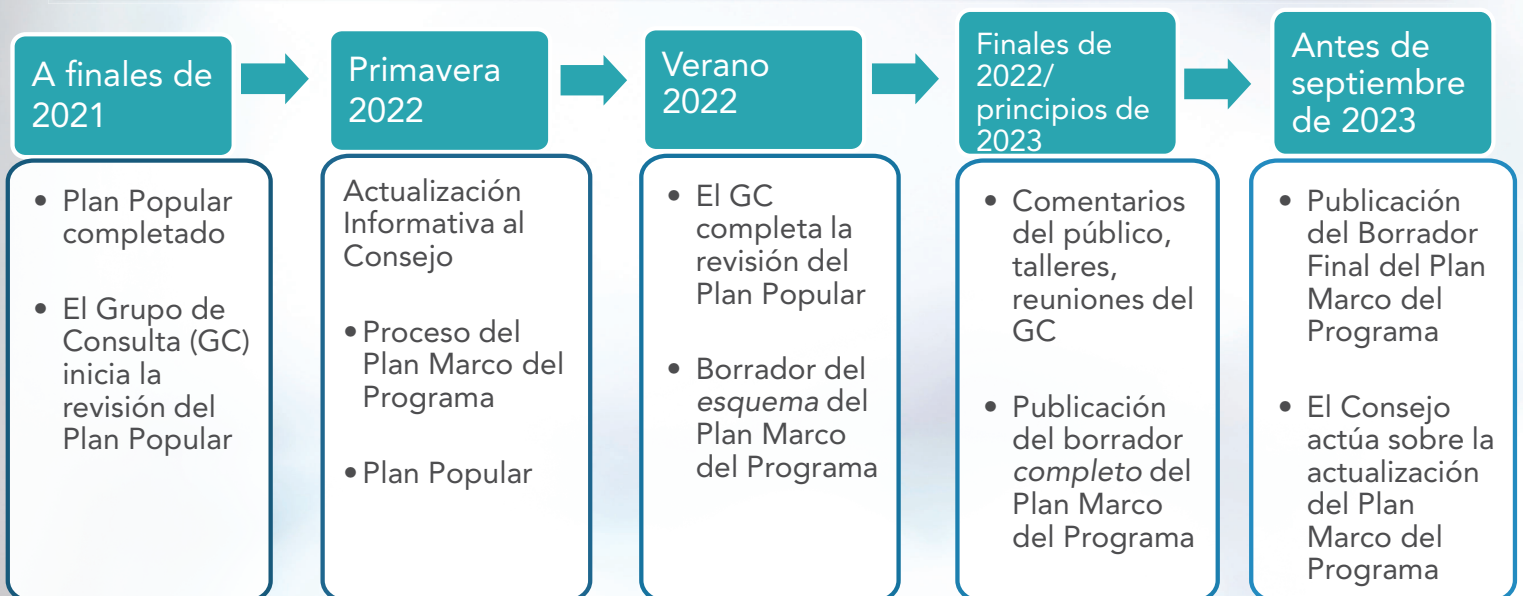 A finales de
2021
• Plan Popular
completado
• El Grupo de
Consulta (GC)
inicia la
revisión del
Plan Popular
Primavera
2022
Actualización
Informativa al
Consejo
• Proceso del
Plan Marco del
Programa
• Plan Popular
Verano
2022
• El GC
completa la
revisión del
Plan Popular
• Borrador del
esquema del
Plan Marco
del Programa
Finales de
2022/
principios de
2023
• Comentarios
del público,
talleres,
reuniones del
GC
• Publicación
del borrador
completo del
Plan Marco
del Programa
Antes de
septiembre
de 2023
• Publicación
del Borrador
Final del Plan
Marco del
Programa
• El Consejo
actúa sobre la
actualización
del Plan
Marco del
Programa